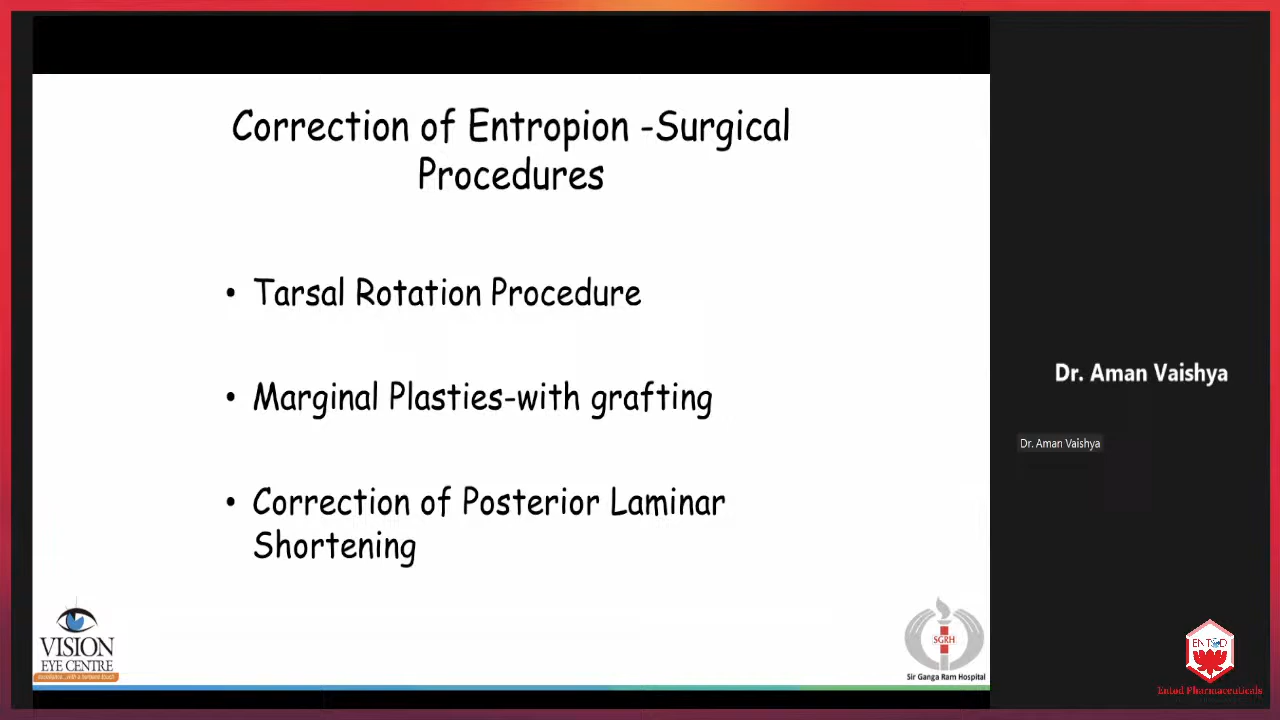 Correction of Entropion -Surgical
Procedures
• Tarsal Rotation Procedure
• Marginal Plasties-with grafting
• Correction of Posterior Laminar
Shortening
Dr. Aman Vaishya
Dr. Aman Vaishya
VISION
EYE CENTRE
SGRH
Sir Ganga Ram Hospital
ENTOD
Entod Pharmaceuticals